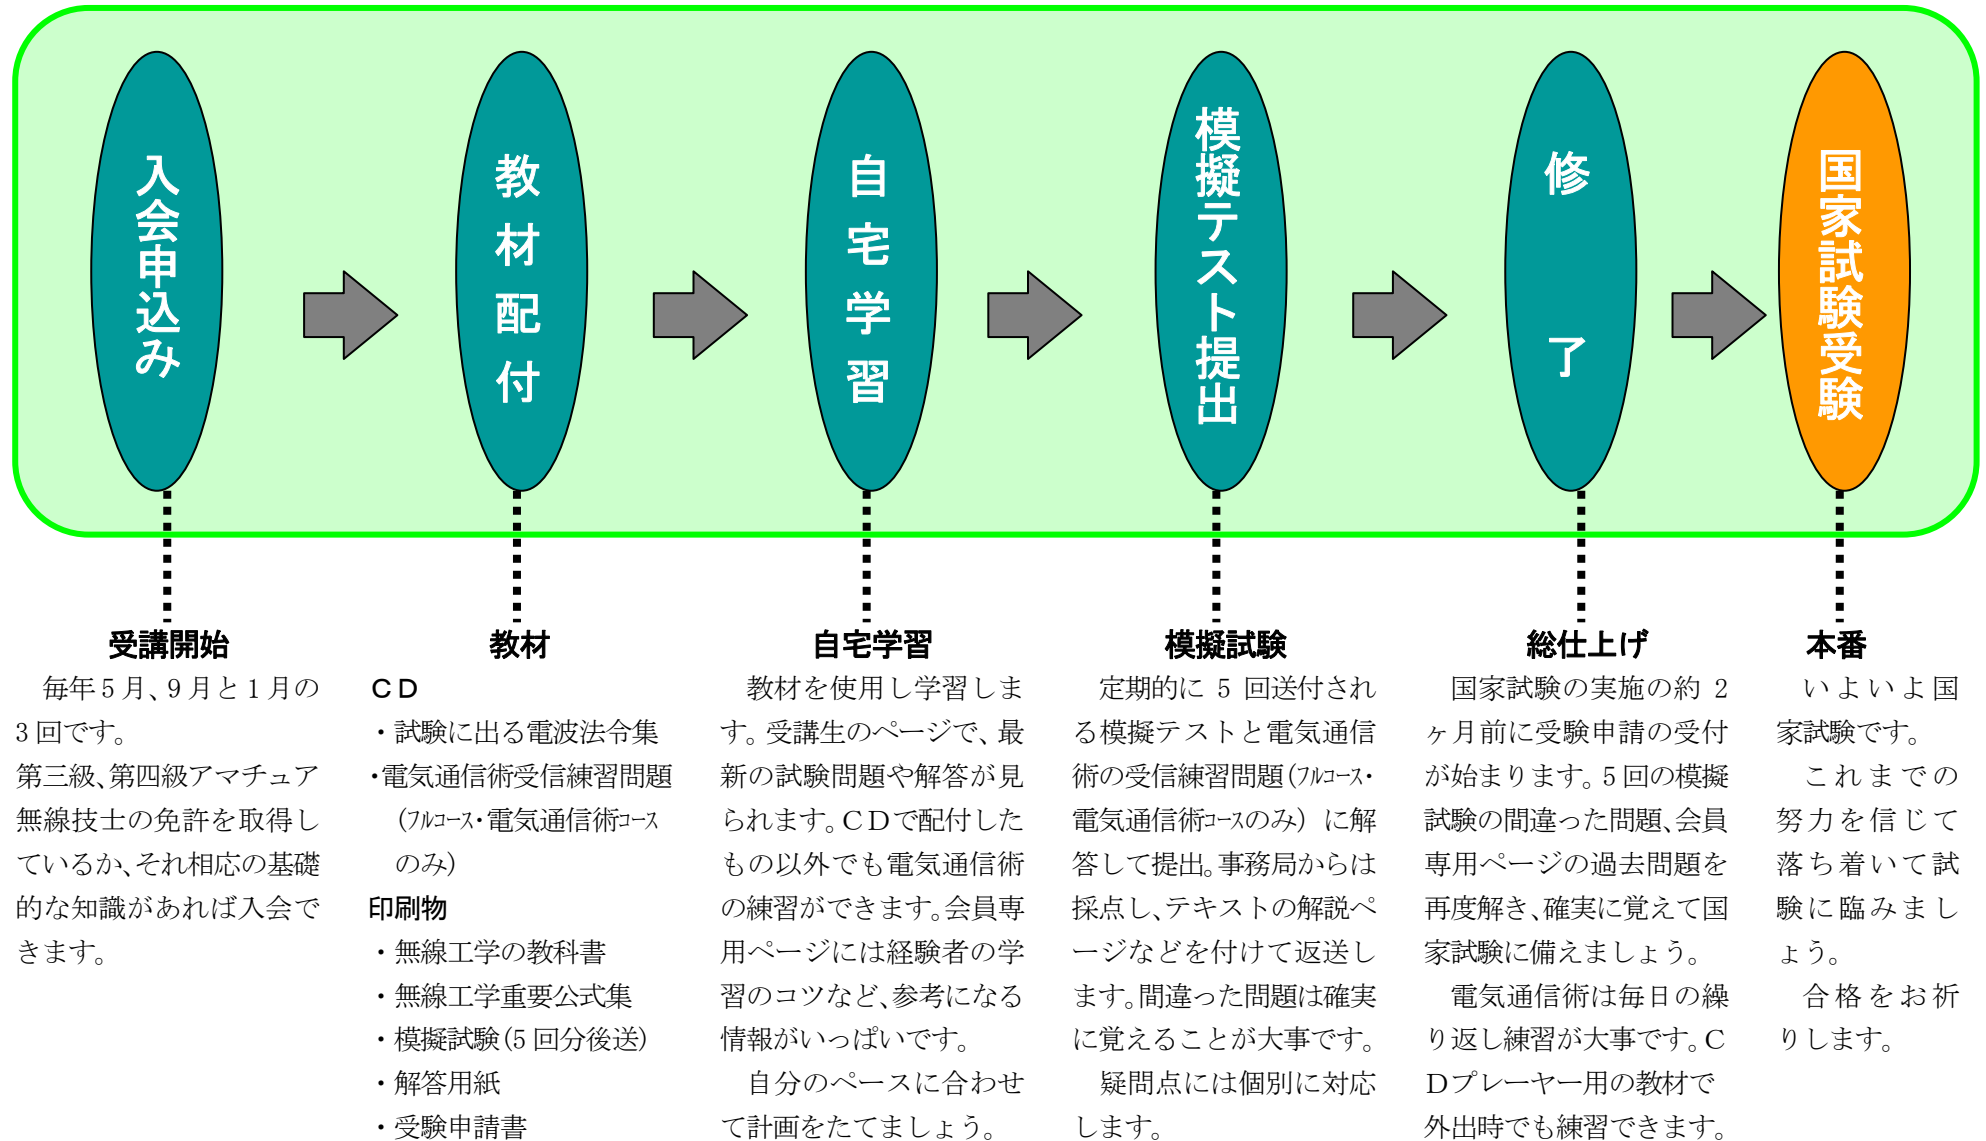 入会申込み
教材配付
自宅学習
模擬テスト提出
修了
国家試験受験
受講開始
毎年5月、9月と1月の
3回です。
第三級、第四級アマチュア
無線技士の免許を取得し
ているか、それ相応の基礎
的な知識があれば入会で
きます。
教材
CD
・試験に出る電波法令集
・電気通信術受信練習問題
(フルコース・電気通信術コース
のみ)
印刷物
・無線工学の教科書
・無線工学重要公式集
・模擬試験(5回分後送)
・解答用紙
・受験申請書
自宅学習
教材を使用し学習しま
す。受講生のページで、最
新の試験問題や解答が見
られます。CDで配付した
もの以外でも電気通信術
の練習ができます。会員専
用ページには経験者の学
習のコツなど、参考になる
情報がいっぱいです。
自分のペースに合わせ
て計画をたてましょう。
模擬試験
定期的に5回送付され
る模擬テストと電気通信
術の受信練習問題(フルコース・
電気通信術コースのみ)に解
答して提出。事務局からは
採点し、テキストの解説ペ
ージなどを付けて返送し
ます。間違った問題は確実
に覚えることが大事です。
疑問点には個別に対応
します。
総仕上げ
国家試験の実施の約2
ヶ月前に受験申請の受付
が始まります。5回の模擬
試験の間違った問題、会員
専用ページの過去問題を
再度解き、確実に覚えて国
家試験に備えましょう。
電気通信術は毎日の繰
り返し練習が大事です。C
Dプレーヤー用の教材で
外出時でも練習できます。
本番
いよいよ国
家試験です。
これまでの
努力を信じて
落ち着いて試
験に臨みまし
ょう。
合格をお祈
りします。